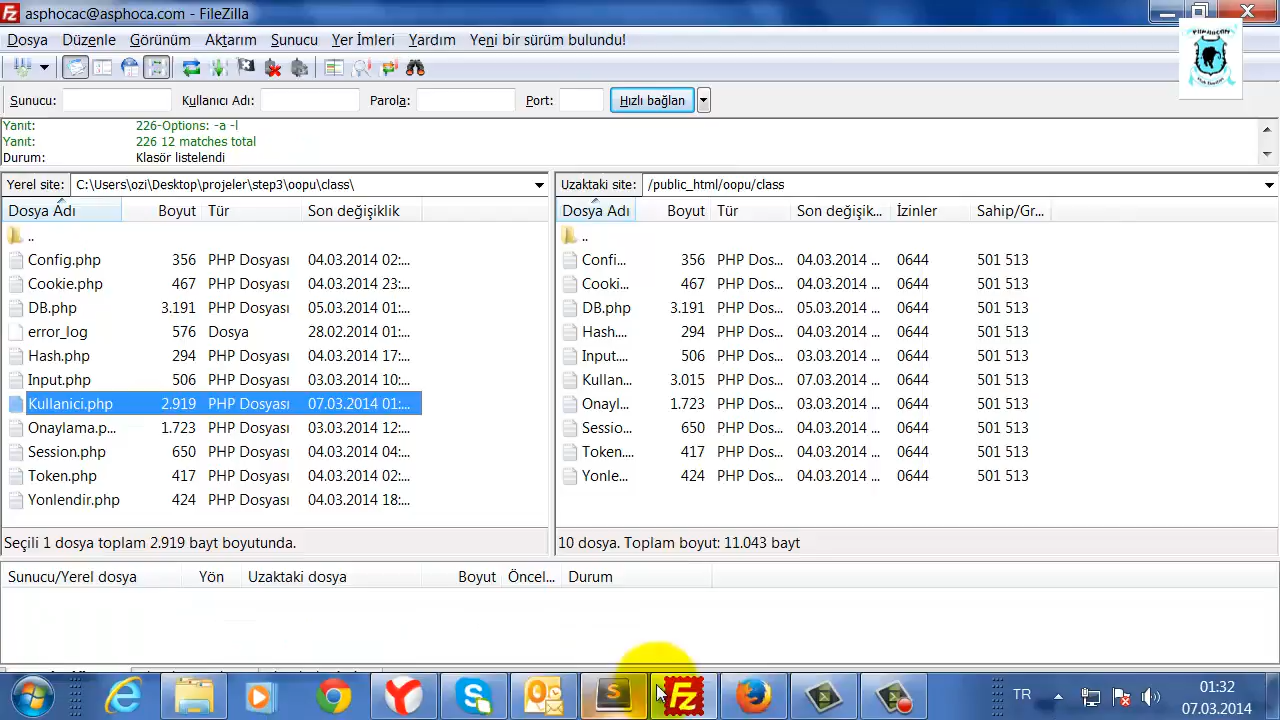 asphocac@asphoca.com - FileZilla
Dosya Düzenle Görünüm Aktarım Sunucu Yer İmleri Yardım Yeni bir sürüm bulundu!
Sunucu: Kullanıcı Adı: Parola: Port: Hızlı bağlan
Yanıt: 226-Options: -a -l
Yanıt: 226 12 matches total
Durum: Klasör listelendi
Yerel site: C:\Users\ozi\Desktop\projeler\step3\oopu\class\
Uzaktaki site: /public_html/oopu/class
Dosya Adı Boyut Tür Son değişiklik
..
Config.php 356 PHP Dosyası 04.03.2014 02:...
Cookie.php 467 PHP Dosyası 04.03.2014 23:...
DB.php 3.191 PHP Dosyası 05.03.2014 01:...
error_log 576 Dosya 28.02.2014 01:...
Hash.php 294 PHP Dosyası 04.03.2014 17:...
Input.php 506 PHP Dosyası 03.03.2014 10:...
Kullanici.php 2.919 PHP Dosyası 07.03.2014 01:...
Onaylama.p... 1.723 PHP Dosyası 03.03.2014 12:...
Session.php 650 PHP Dosyası 04.03.2014 04:...
Token.php 417 PHP Dosyası 04.03.2014 02:...
Yonlendir.php 424 PHP Dosyası 04.03.2014 18:...
Seçili 1 dosya toplam 2.919 bayt boyutunda.
Dosya Adı Boyut Tür Son değişik... İzinler Sahip/Gr...
..
Confi... 356 PHP Dos... 04.03.2014 ... 0644 501 513
Cooki... 467 PHP Dos... 04.03.2014 ... 0644 501 513
DB.php 3.191 PHP Dos... 05.03.2014 ... 0644 501 513
Hash.... 294 PHP Dos... 04.03.2014 ... 0644 501 513
Input.... 506 PHP Dos... 03.03.2014 ... 0644 501 513
Kullan... 3.015 PHP Dos... 07.03.2014 ... 0644 501 513
Onayl... 1.723 PHP Dos... 03.03.2014 ... 0644 501 513
Sessio... 650 PHP Dos... 04.03.2014 ... 0644 501 513
Token.... 417 PHP Dos... 04.03.2014 ... 0644 501 513
Yonle... 424 PHP Dos... 04.03.2014 ... 0644 501 513
10 dosya. Toplam boyut: 11.043 bayt
Sunucu/Yerel dosya Yön Uzaktaki dosya Boyut Öncel... Durum
TR
01:32
07.03.2014